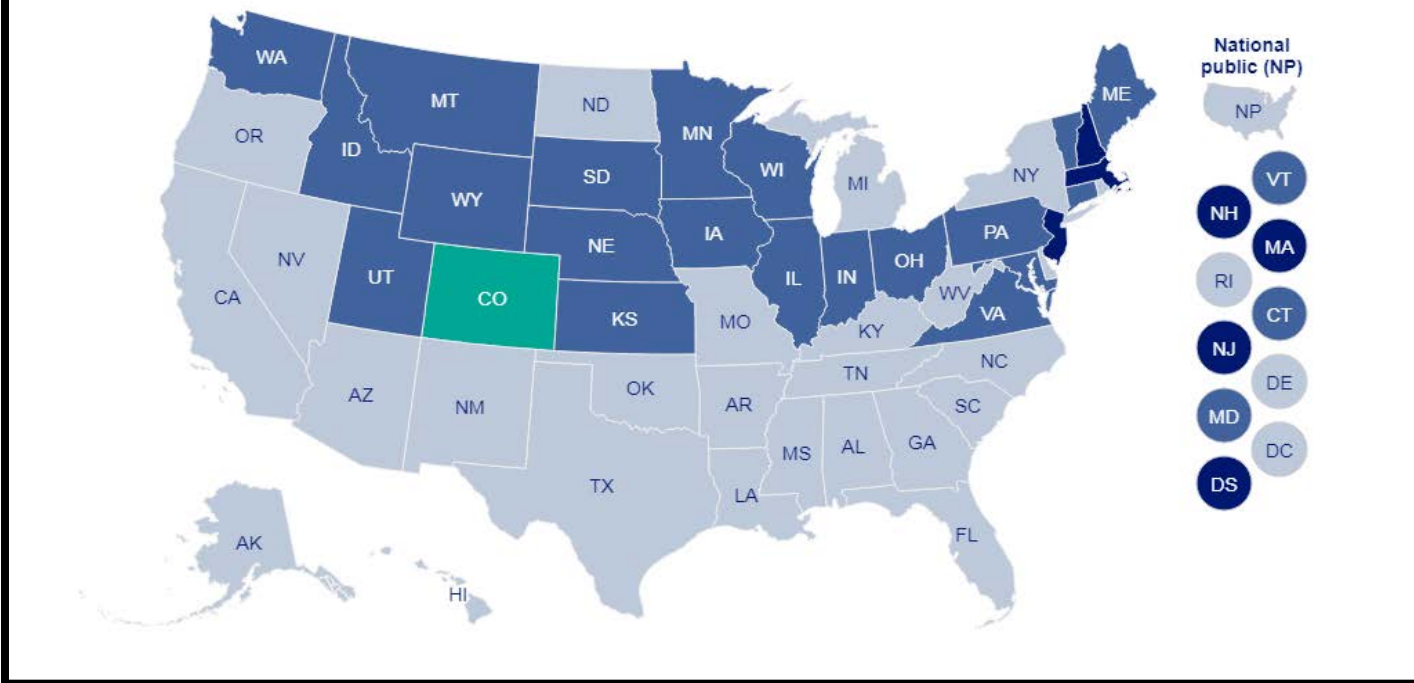 National
public (NP)
NP
WA
MT
ND
MN
ME
OR
ID
WI
SD
WY
MI
NY
VT
NH
NE
IA
PA
MA
NV
UT
CO
IL
IN
OH
WV
RI
CA
KS
MO
KY
VA
CT
NJ
AZ
NM
OK
TN
NC
DE
AR
SC
MD
TX
MS
AL
GA
DC
LA
DS
AK
FL
HI